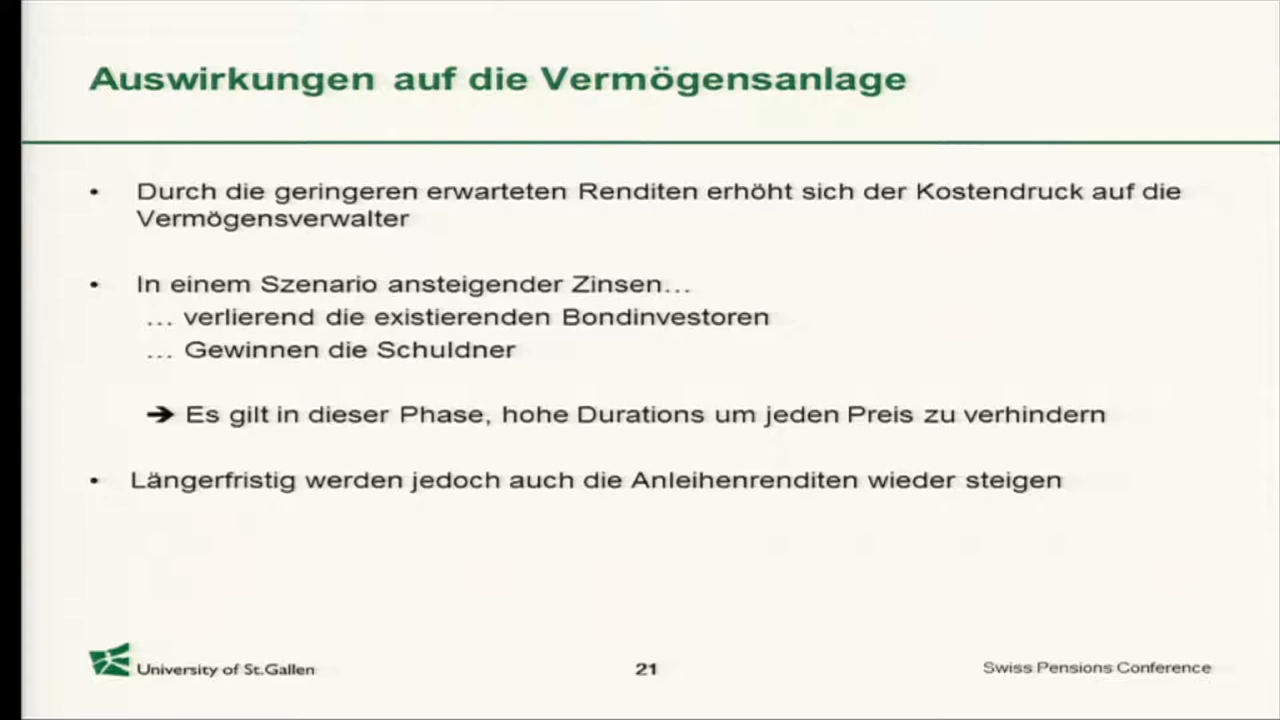 Auswirkungen auf die Vermögensanlage
• Durch die geringeren erwarteten Renditen erhöht sich der Kostendruck auf die
Vermögensverwalter
• In einem Szenario ansteigender Zinsen…
… verlierend die existierenden Bondinvestoren
… Gewinnen die Schuldner
➔ Es gilt in dieser Phase, hohe Durations um jeden Preis zu verhindern
• Längerfristig werden jedoch auch die Anleihenrenditen wieder steigen
University of St.Gallen
21
Swiss Pensions Conference